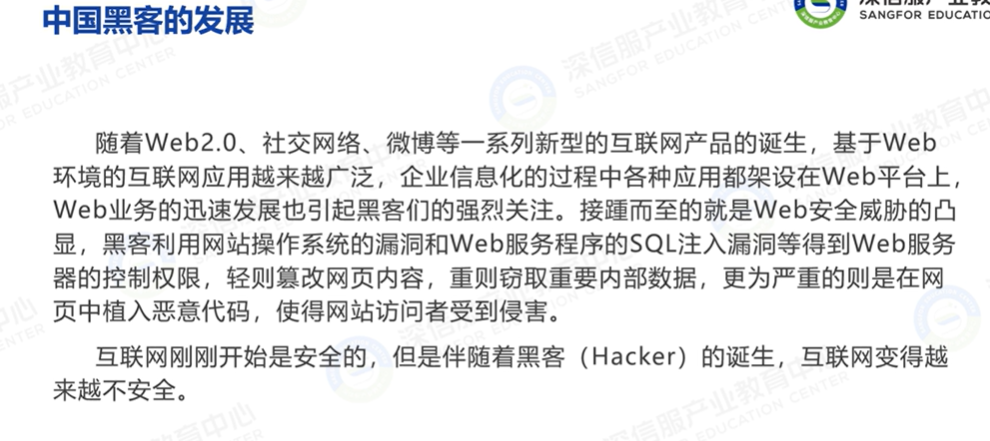 中国黑客的发展
SANGFOR EDUCATION
随着Web2.0、社交网络、微博等一系列新型的互联网产品的诞生，基于Web
环境的互联网应用越来越广泛，企业信息化的过程中各种应用都架设在Web平台上，
Web业务的迅速发展也引起黑客们的强烈关注。接踵而至的就是Web安全威胁的凸
显，黑客利用网站操作系统的漏洞和Web服务程序的SQL注入漏洞等得到Web服务
器的控制权限，轻则篡改网页内容，重则窃取重要内部数据，更为严重的则是在网
页中植入恶意代码，使得网站访问者受到侵害。
互联网刚刚开始是安全的，但是伴随着黑客（Hacker）的诞生，互联网变得越
来越不安全。